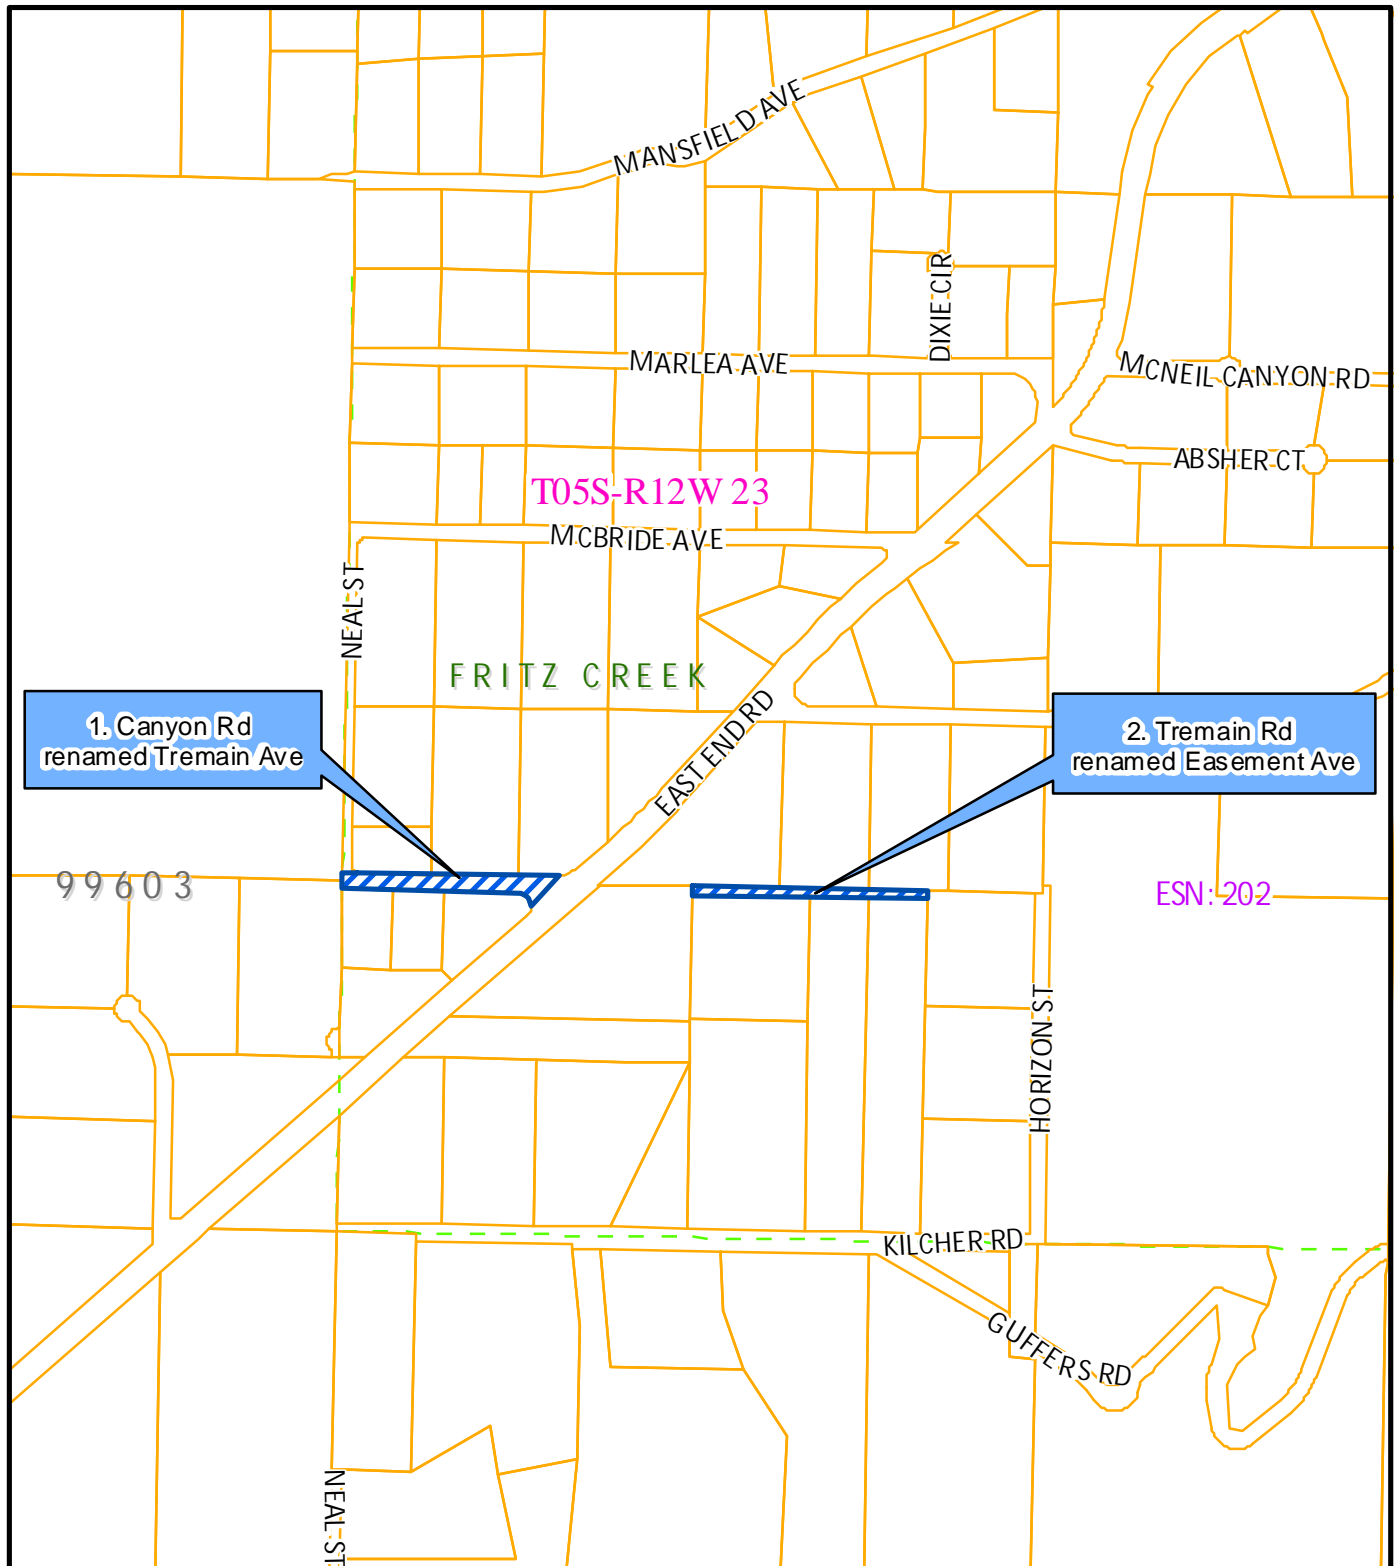 MANSFIELD AVE
DIXIE CIR
MARLEA AVE
MCNEIL CANYON RD
ABSHER CT
T05S-R12W 23
MCBRIDE AVE
NEAL ST
FRITZ CREEK
EAST END RD
1. Canyon Rd
renamed Tremain Ave
2. Tremain Rd
renamed Easement Ave
99603
ESN: 202
HORIZON ST
KILCHER RD
GUFFERS RD
NEAL ST